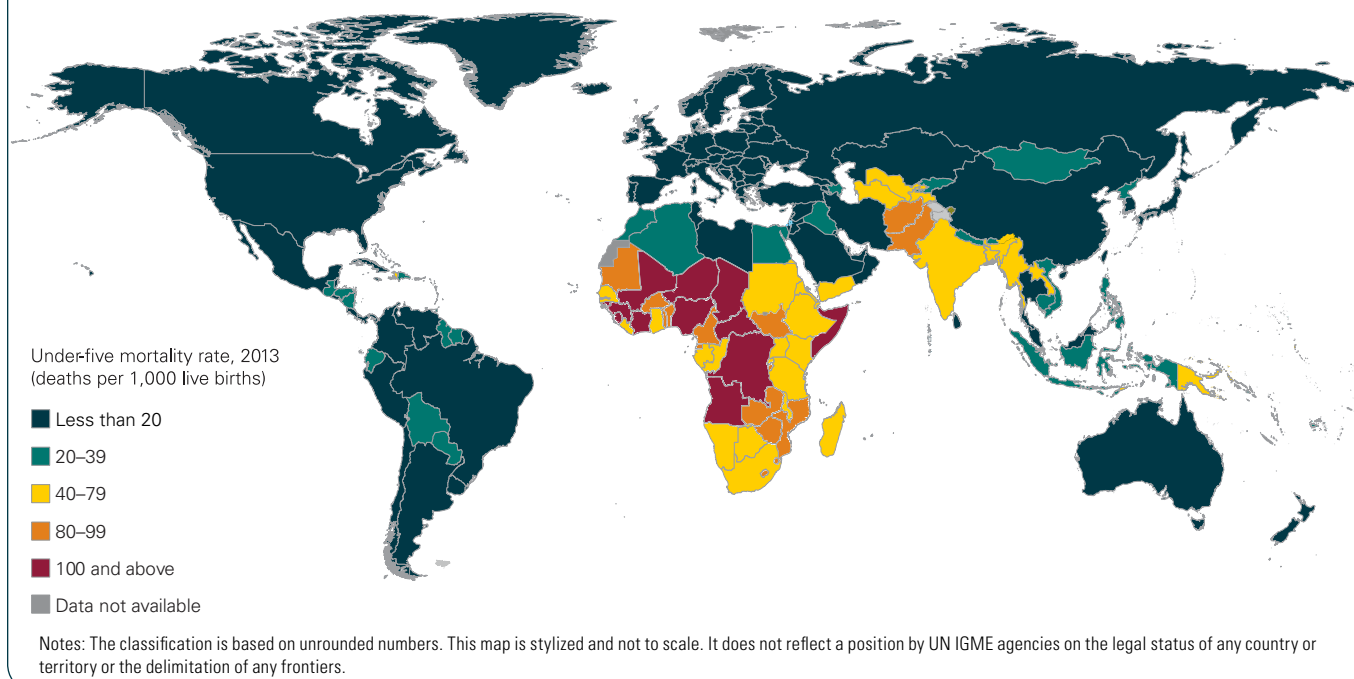 Under-five mortality rate, 2013
(deaths per 1,000 live births)
Less than 20
20–39
40–79
80–99
100 and above
Data not available
Notes: The classification is based on unrounded numbers. This map is stylized and not to scale. It does not reflect a position by UN IGME agencies on the legal status of any country or
territory or the delimitation of any frontiers.